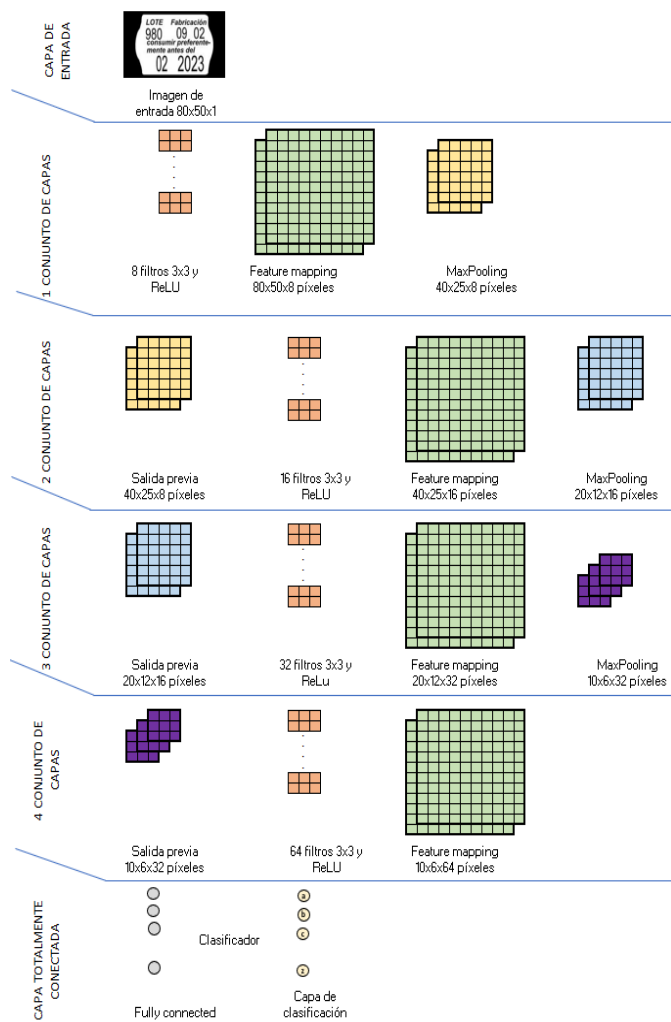 CAPA DE
ENTRADA
LOTE Fabricación
980 09 02
consumir preferente-
mente antes del
02 2023
Imagen de
entrada 80x50x1
1 CONJUNTO DE CAPAS
8 filtros 3x3 y
ReLU
Feature mapping
80x50x8 píxeles
MaxPooling
40x25x8 píxeles
2 CONJUNTO DE CAPAS
Salida previa
40x25x8 píxeles
16 filtros 3x3 y
ReLU
Feature mapping
40x25x16 píxeles
MaxPooling
20x12x16 píxeles
3 CONJUNTO DE CAPAS
Salida previa
20x12x16 píxeles
32 filtros 3x3 y
ReLu
Feature mapping
20x12x32 píxeles
MaxPooling
10x6x32 píxeles
4 CONJUNTO DE
CAPAS
Salida previa
10x6x32 píxeles
64 filtros 3x3 y
ReLU
Feature mapping
10x6x64 píxeles
CAPA TOTALMENTE
CONECTADA
Clasificador
a
b
c
z
Fully connected
Capa de
clasificación